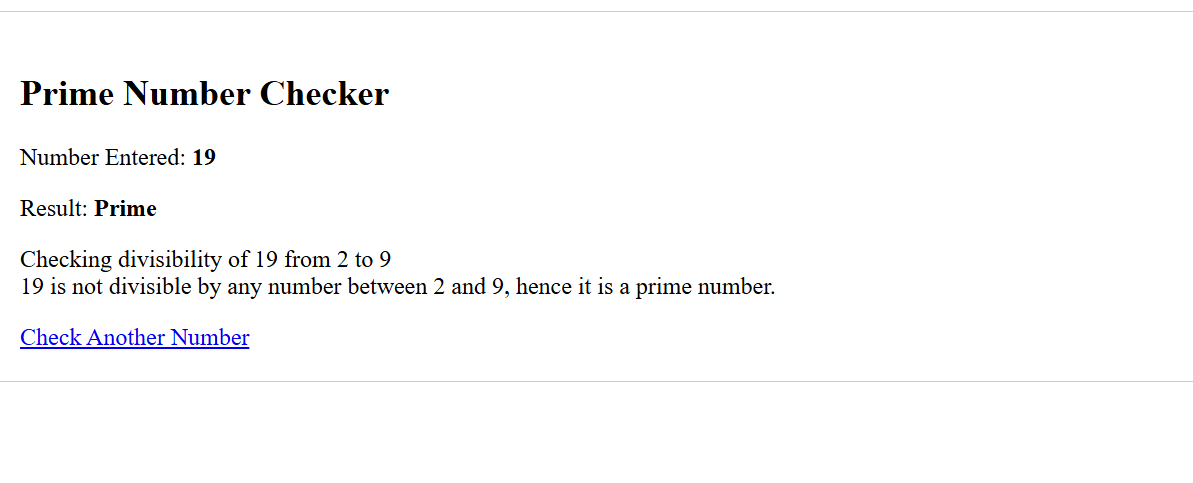 Prime Number Checker
Number Entered: 19
Result: Prime
Checking divisibility of 19 from 2 to 9
19 is not divisible by any number between 2 and 9, hence it is a prime number.
Check Another Number